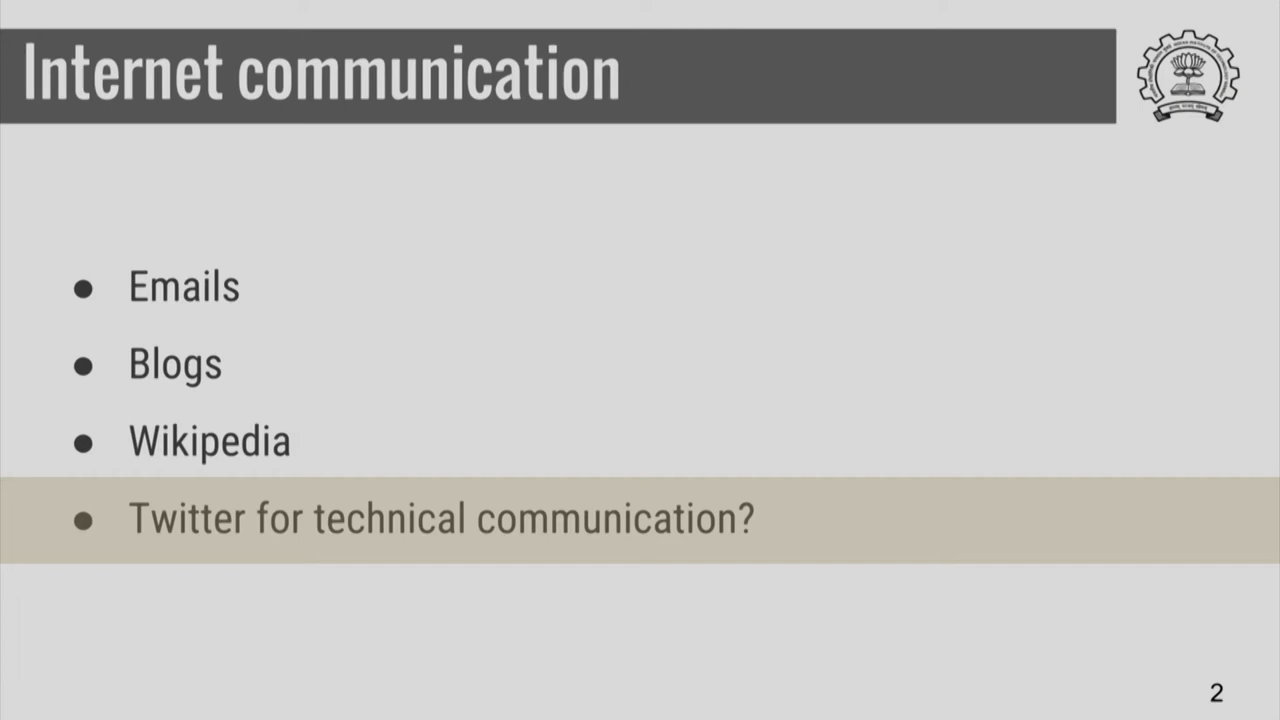 Internet communication
● Emails
● Blogs
● Wikipedia
● Twitter for technical communication?
2